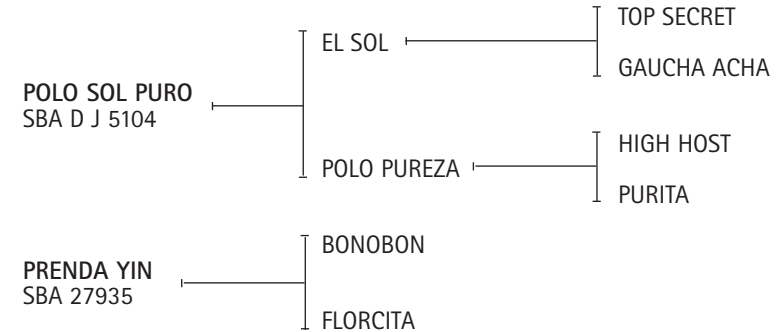 TOP SECRET
EL SOL
GAUCHA ACHA
POLO SOL PURO
SBA D J 5104
HIGH HOST
POLO PUREZA
PURITA
BONOBON
PRENDA YIN
SBA 27935
FLORCITA